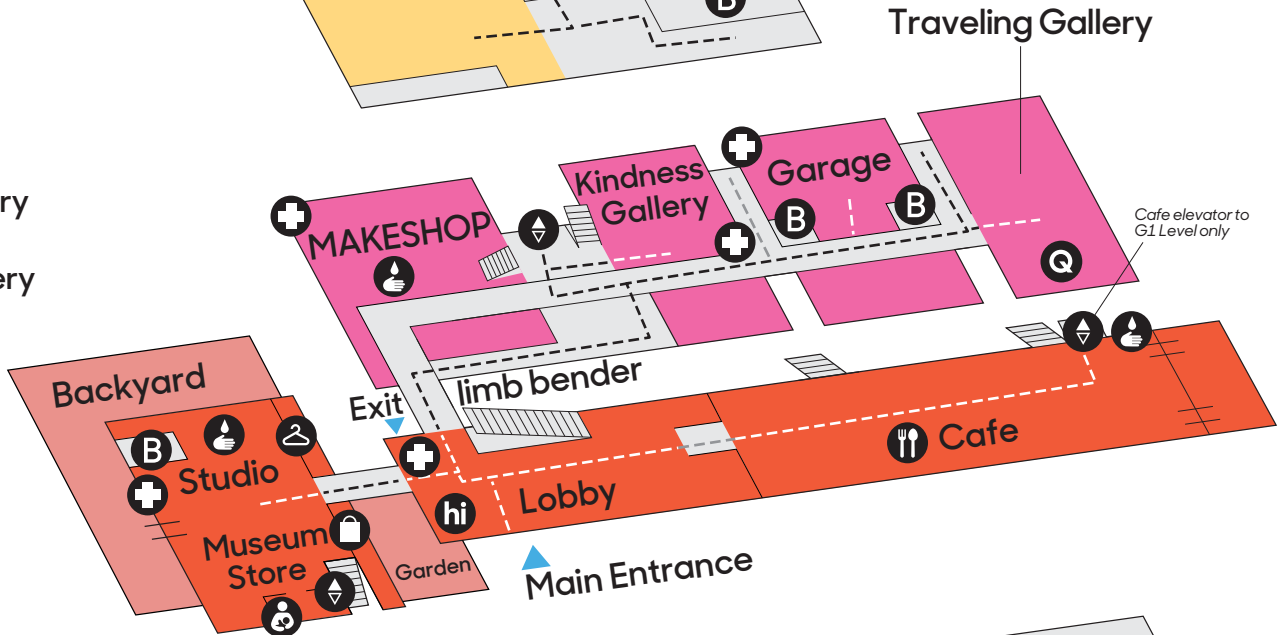 B
Traveling Gallery
ry
ery
Kindness
Gallery
Garage
B
B
MAKESHOP
Q
Cafe elevator to
G1 Level only
Backyard
Exit
limb bender
B
Studio
Cafe
Lobby
hi
Museum
Store
Garden
Main Entrance